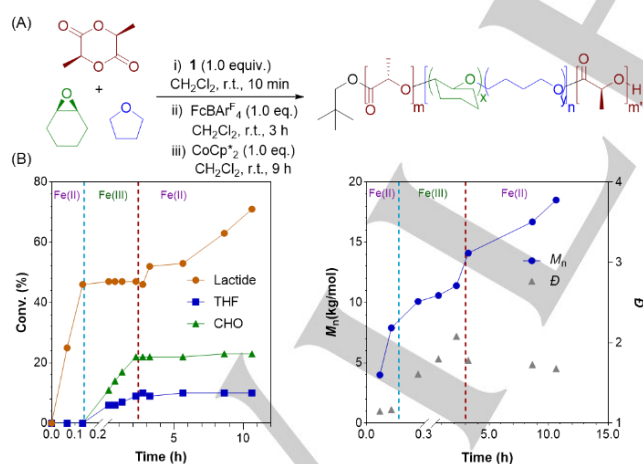 (A)
O
O
O
O
+
O
O
i) 1 (1.0 equiv.)
CH2Cl2, r.t., 10 min
ii) FcBArF4 (1.0 eq.)
CH2Cl2, r.t., 3 h
iii) CoCp*2 (1.0 eq.)
CH2Cl2, r.t., 9 h
O
O
O
m
O
x
O
n
O
O
H
m'
(B)
Fe(II)
Fe(III)
Fe(II)
80
60
40
20
0
Conv. (%)
Lactide
THF
CHO
0.0
0.1
0.2
5
10
Time (h)
Fe(II)
Fe(III)
Fe(II)
20
15
10
5
0
Mn(kg/mol)
Mn
Đ
4
3
2
1
Đ
0.0
0.3
5.0
10.0
15.0
Time (h)